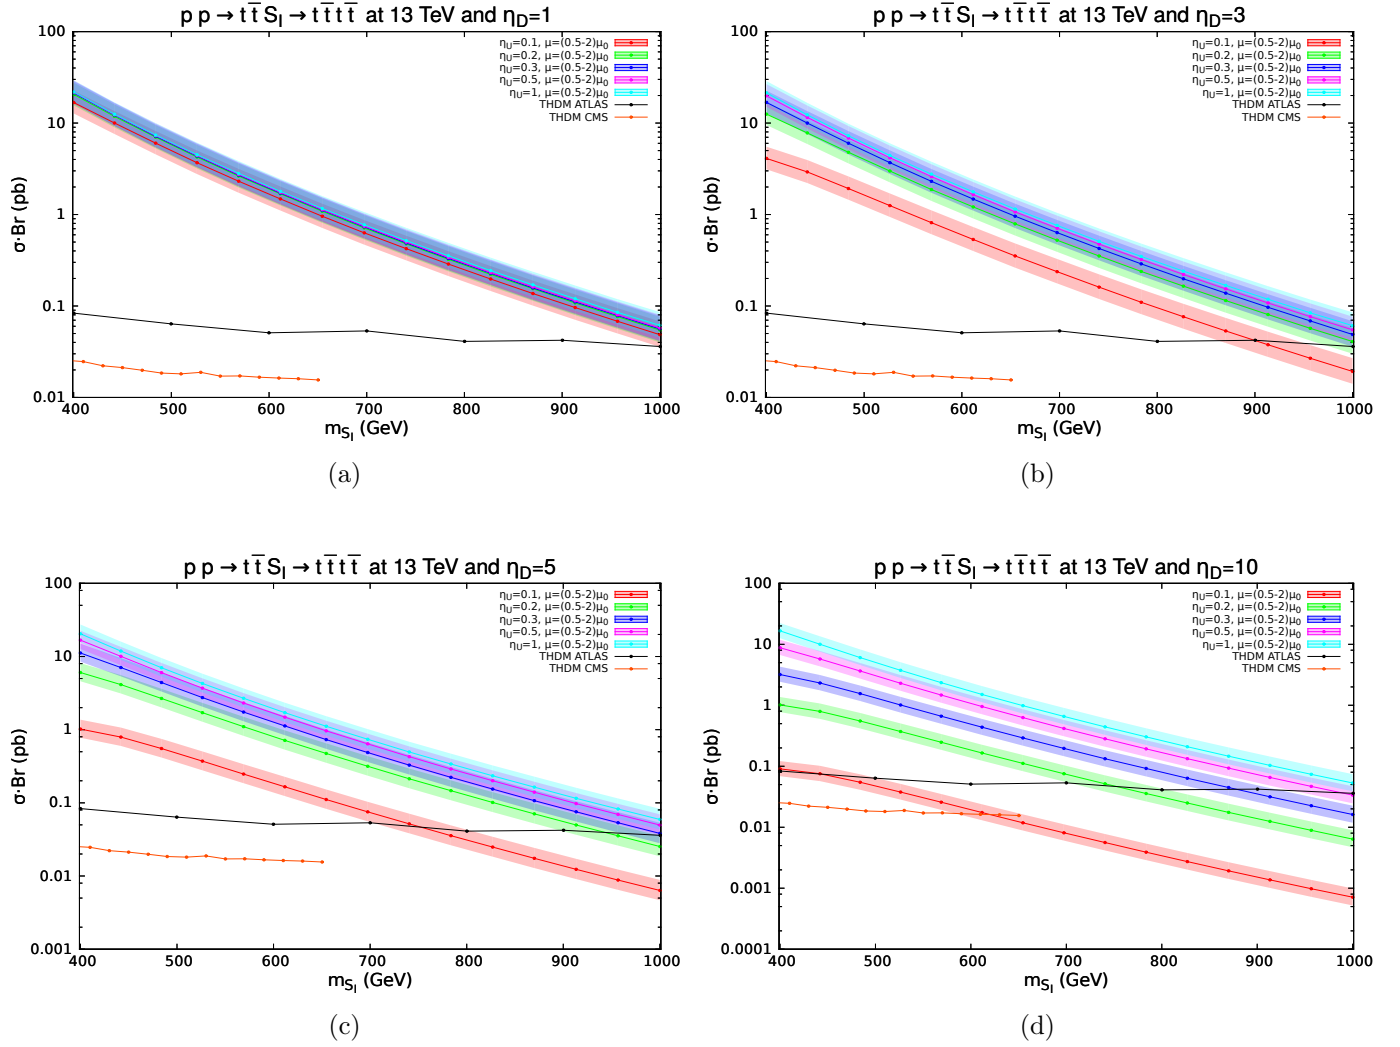 p p → t t̅ S_I → t t̅ t t̅ at 13 TeV and η_D=1
σ·Br (pb)
100
10
1
0.1
0.01
η_U=0.1, μ=(0.5-2)μ_0
η_U=0.2, μ=(0.5-2)μ_0
η_U=0.3, μ=(0.5-2)μ_0
η_U=0.5, μ=(0.5-2)μ_0
η_U=1, μ=(0.5-2)μ_0
THDM ATLAS
THDM CMS
400 500 600 700 800 900 1000
m_{S_I} (GeV)
(a)
p p → t t̅ S_I → t t̅ t t̅ at 13 TeV and η_D=3
σ·Br (pb)
100
10
1
0.1
0.01
η_U=0.1, μ=(0.5-2)μ_0
η_U=0.2, μ=(0.5-2)μ_0
η_U=0.3, μ=(0.5-2)μ_0
η_U=0.5, μ=(0.5-2)μ_0
η_U=1, μ=(0.5-2)μ_0
THDM ATLAS
THDM CMS
400 500 600 700 800 900 1000
m_{S_I} (GeV)
(b)
p p → t t̅ S_I → t t̅ t t̅ at 13 TeV and η_D=5
σ·Br (pb)
100
10
1
0.1
0.01
0.001
η_U=0.1, μ=(0.5-2)μ_0
η_U=0.2, μ=(0.5-2)μ_0
η_U=0.3, μ=(0.5-2)μ_0
η_U=0.5, μ=(0.5-2)μ_0
η_U=1, μ=(0.5-2)μ_0
THDM ATLAS
THDM CMS
400 500 600 700 800 900 1000
m_{S_I} (GeV)
(c)
p p → t t̅ S_I → t t̅ t t̅ at 13 TeV and η_D=10
σ·Br (pb)
100
10
1
0.1
0.01
0.001
0.0001
η_U=0.1, μ=(0.5-2)μ_0
η_U=0.2, μ=(0.5-2)μ_0
η_U=0.3, μ=(0.5-2)μ_0
η_U=0.5, μ=(0.5-2)μ_0
η_U=1, μ=(0.5-2)μ_0
THDM ATLAS
THDM CMS
400 500 600 700 800 900 1000
m_{S_I} (GeV)
(d)